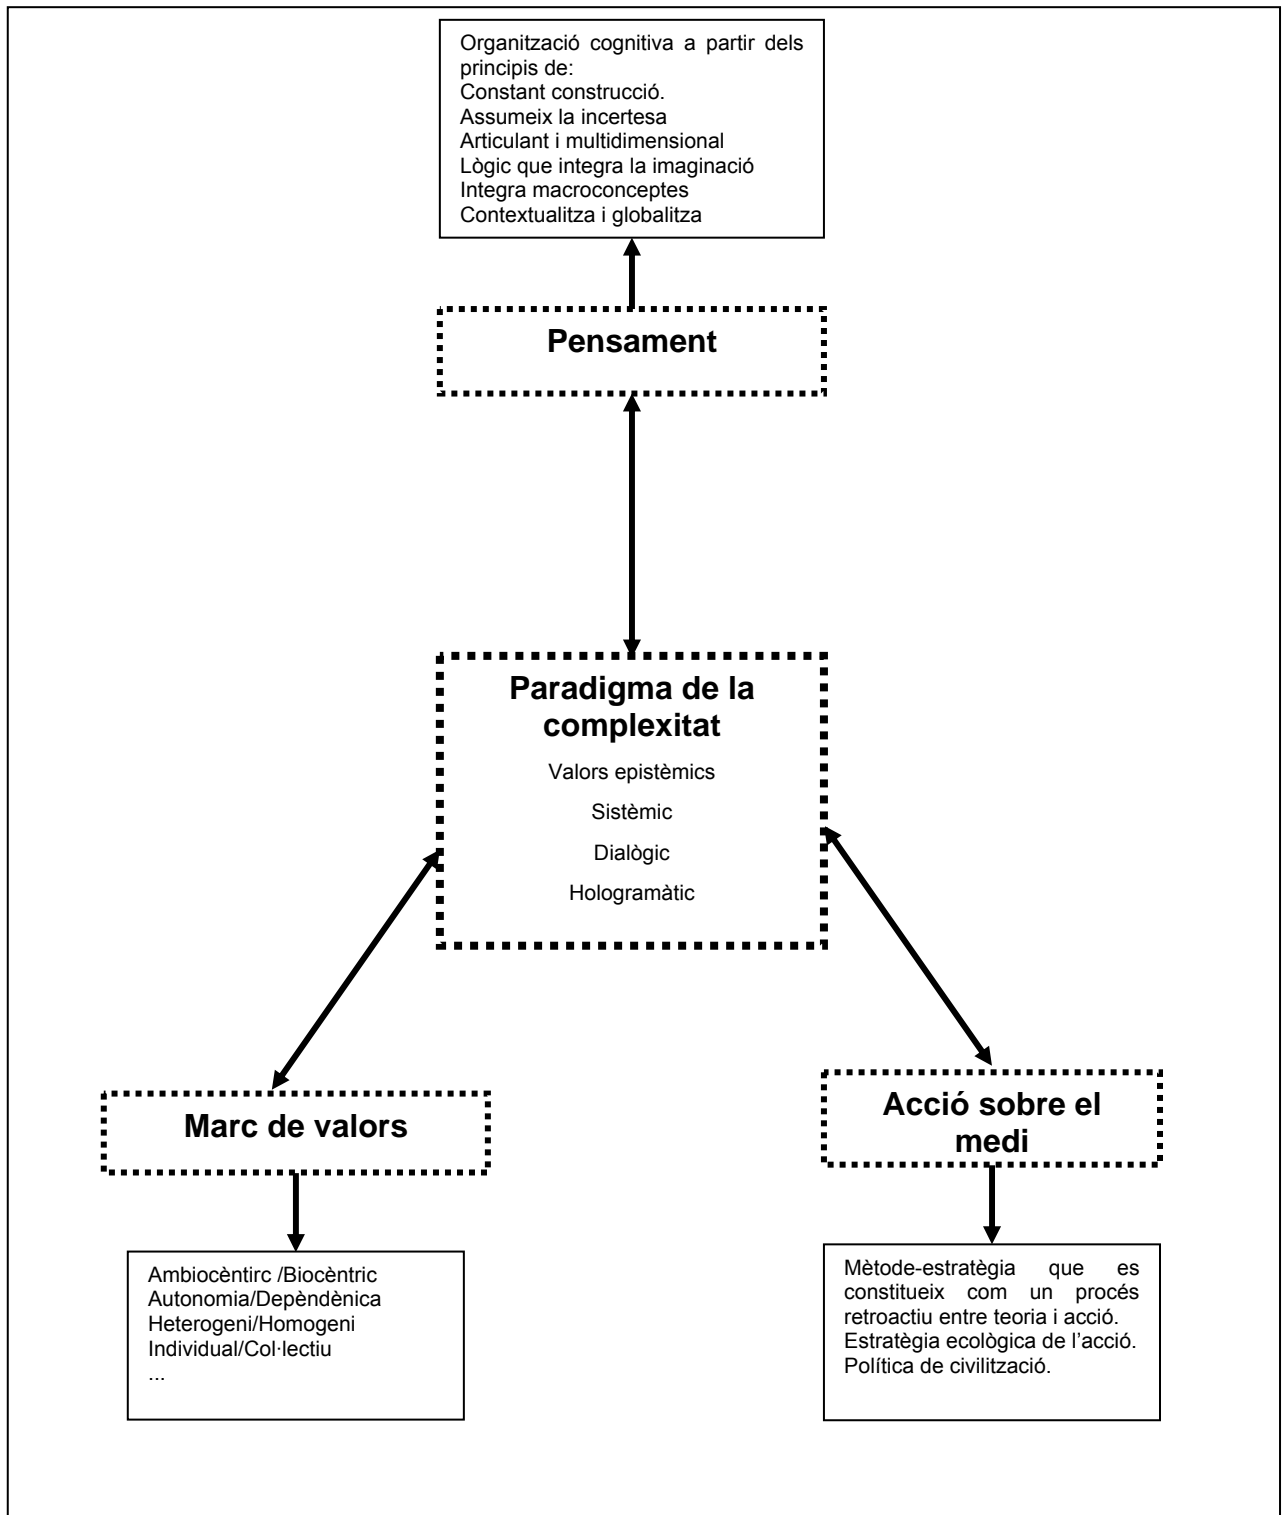 Organització cognitiva a partir dels
principis de:
Constant construcció.
Assumeix la incertesa
Articulant i multidimensional
Lògic que integra la imaginació
Integra macroconceptes
Contextualitza i globalitza
Pensament
Paradigma de la
complexitat
Valors epistèmics
Sistèmic
Dialògic
Hologramàtic
Marc de valors
Acció sobre el
medi
Ambiocèntirc /Biocèntric
Autonomia/Depèndènica
Heterogeni/Homogeni
Individual/Col·lectiu
...
Mètode-estratègia que es
constitueix com un procés
retroactiu entre teoria i acció.
Estratègia ecològica de l’acció.
Política de civilització.